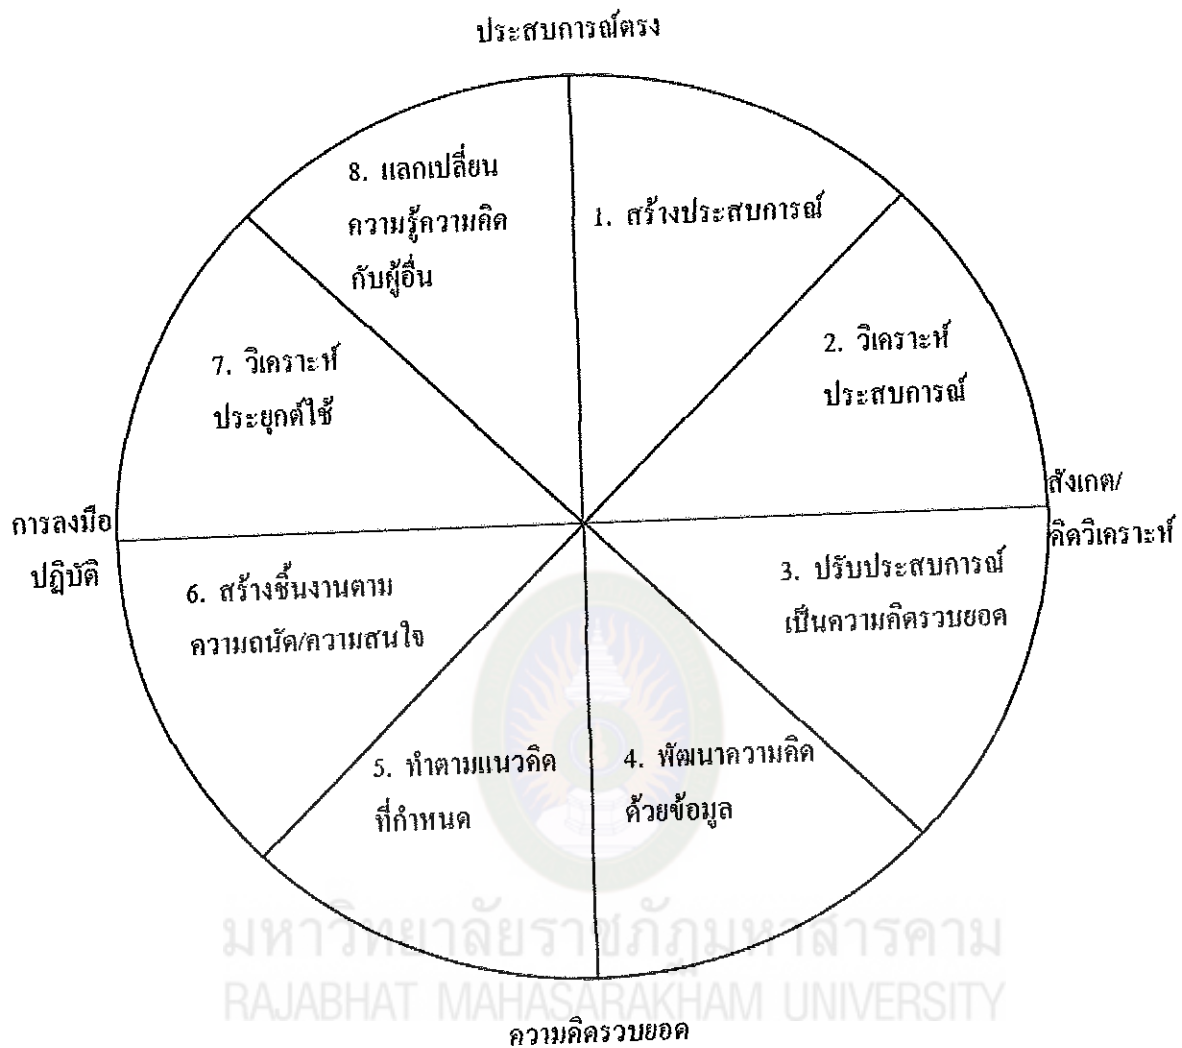 ประสบการณ์ตรง
8. แลกเปลี่ยน
ความรู้ความคิด
กับผู้อื่น
1. สร้างประสบการณ์
2. วิเคราะห์
ประสบการณ์
7. วิเคราะห์
ประยุกต์ใช้
สังเกต/
คิดวิเคราะห์
การลงมือ
ปฏิบัติ
3. ปรับประสบการณ์
เป็นความคิดรวบยอด
6. สร้างชิ้นงานตาม
ความถนัด/ความสนใจ
5. ทำตามแนวคิด
ที่กำหนด
4. พัฒนาความคิด
ด้วยข้อมูล
มหาวิทยาลัยราชภัฏมหาสารคาม
RAJABHAT MAHASARAKHAM UNIVERSITY
ความคิดรวบยอด